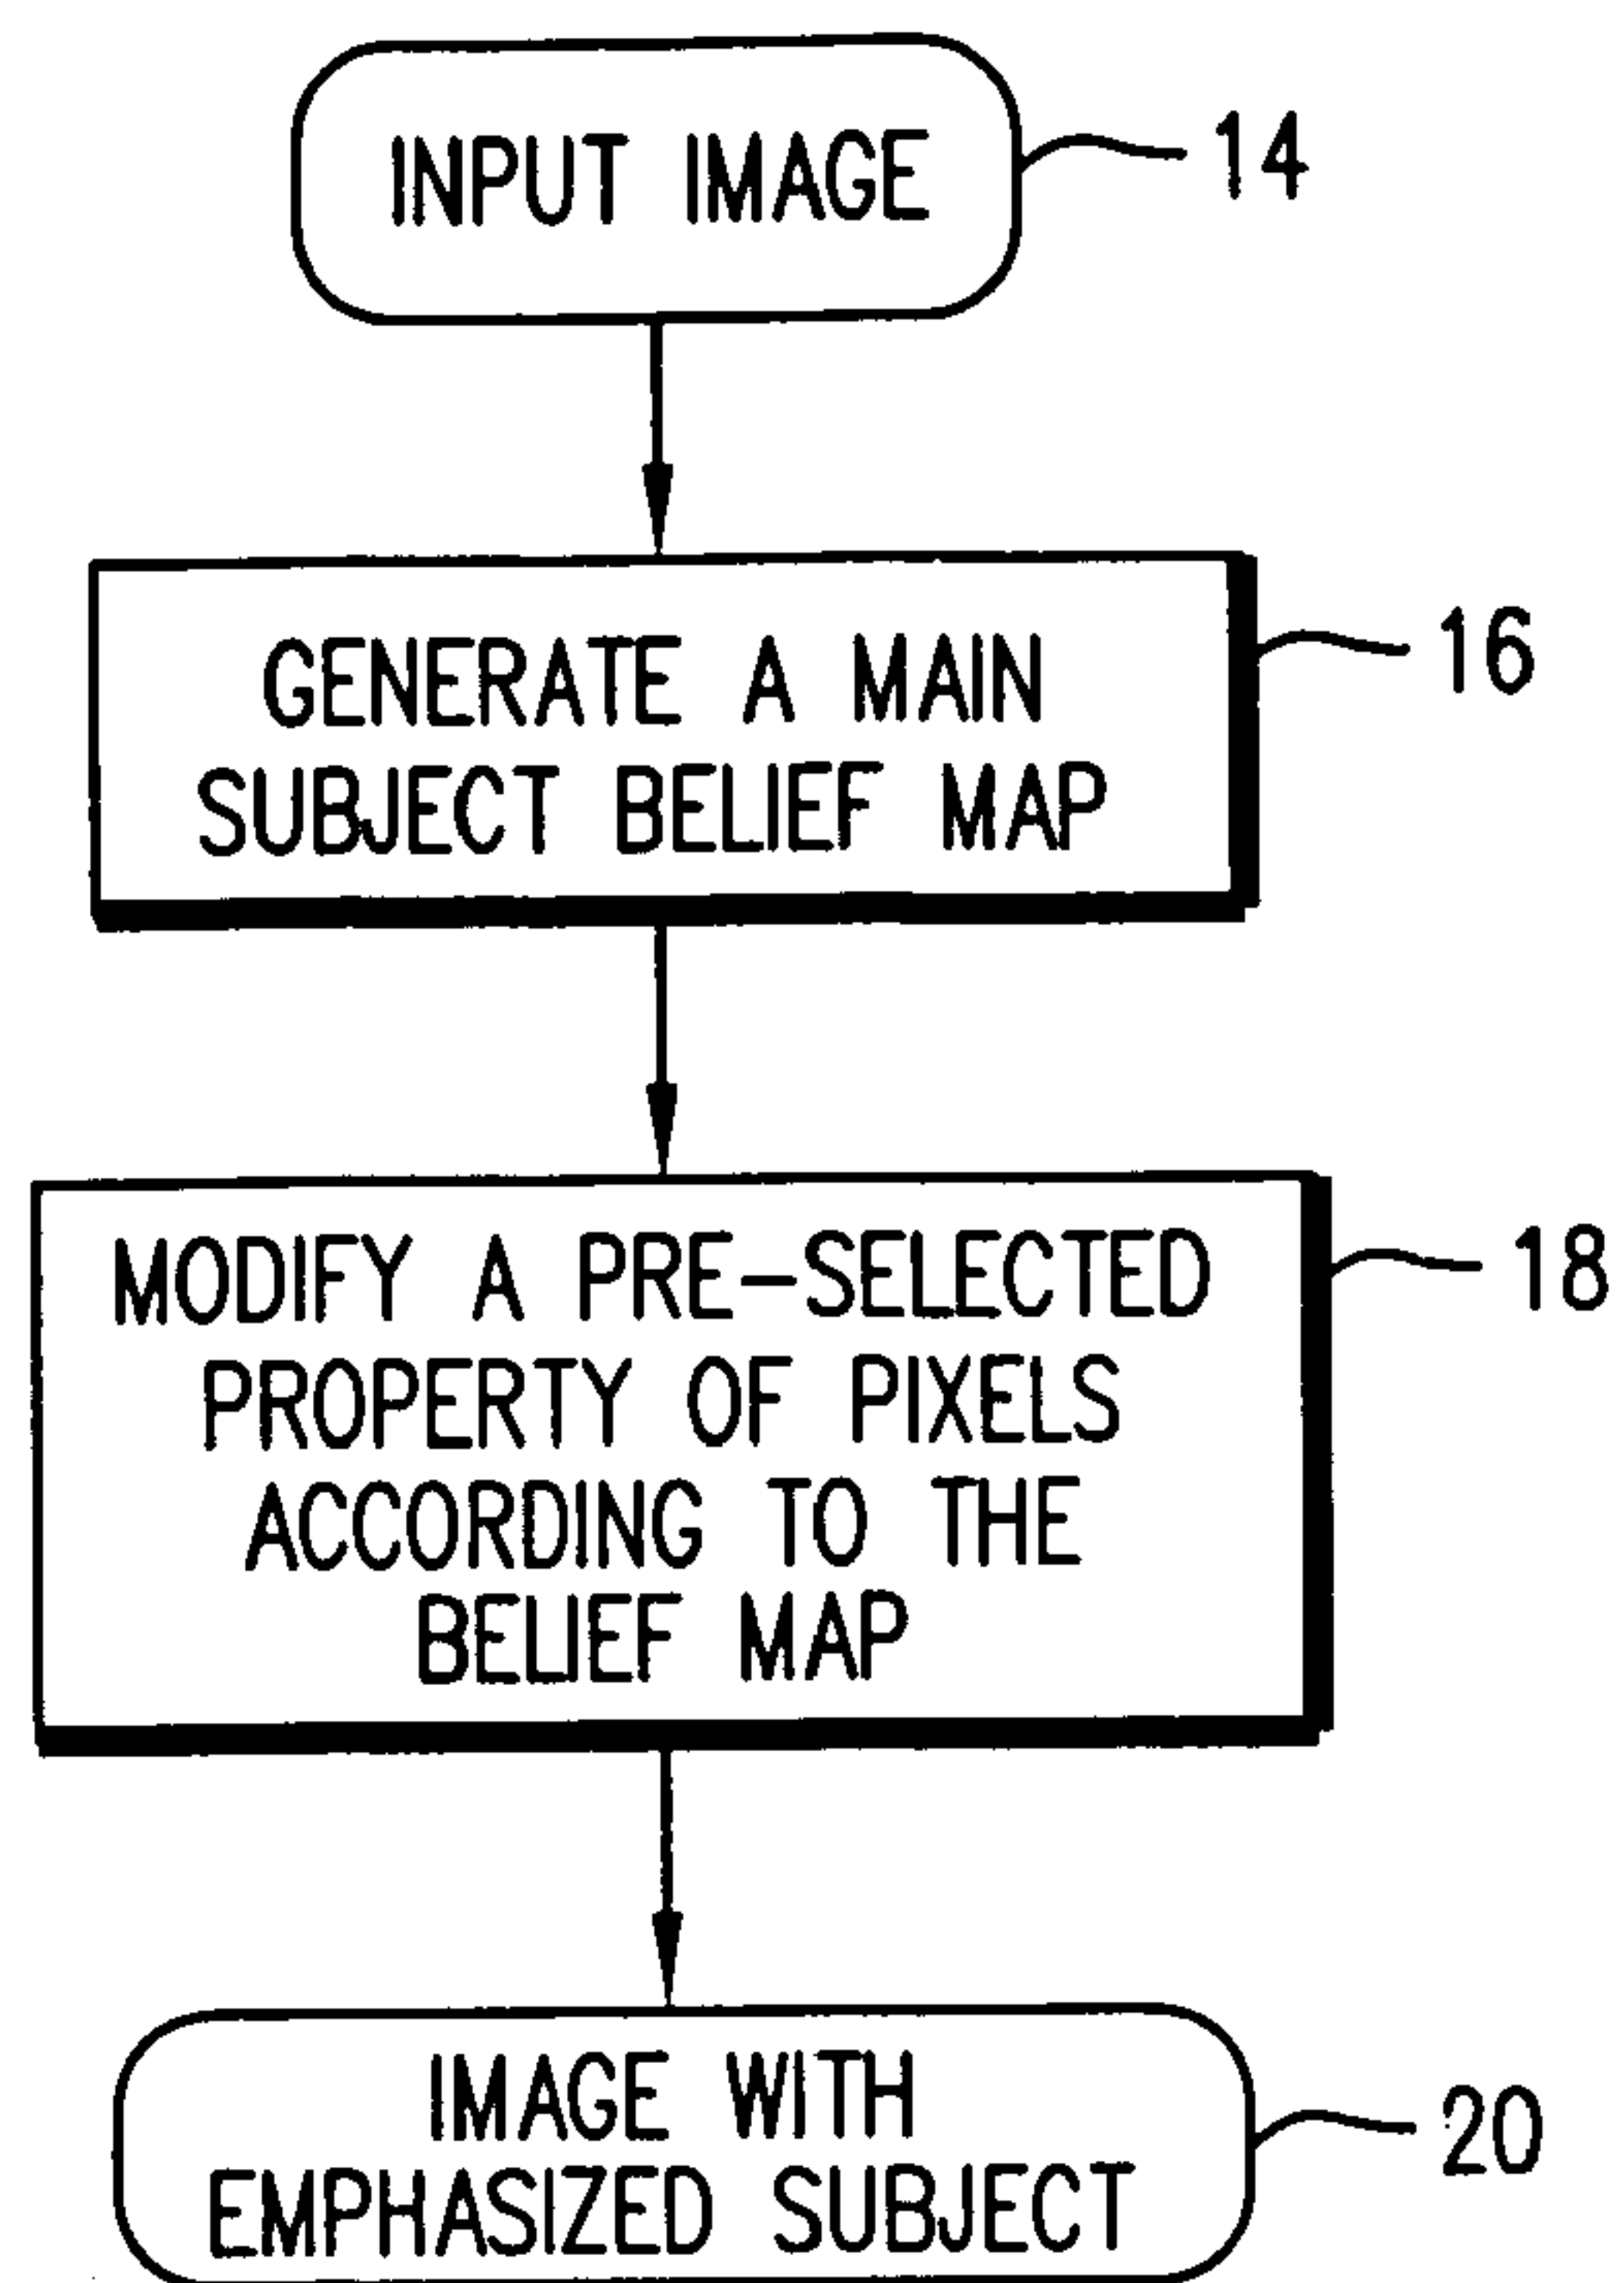 INPUT IMAGE
14
GENERATE A MAIN
SUBJECT BELIEF MAP
16
MODIFY A PRE-SELECTED
PROPERTY OF PIXELS
ACCORDING TO THE
BELIEF MAP
18
IMAGE WITH
EMPHASIZED SUBJECT
20